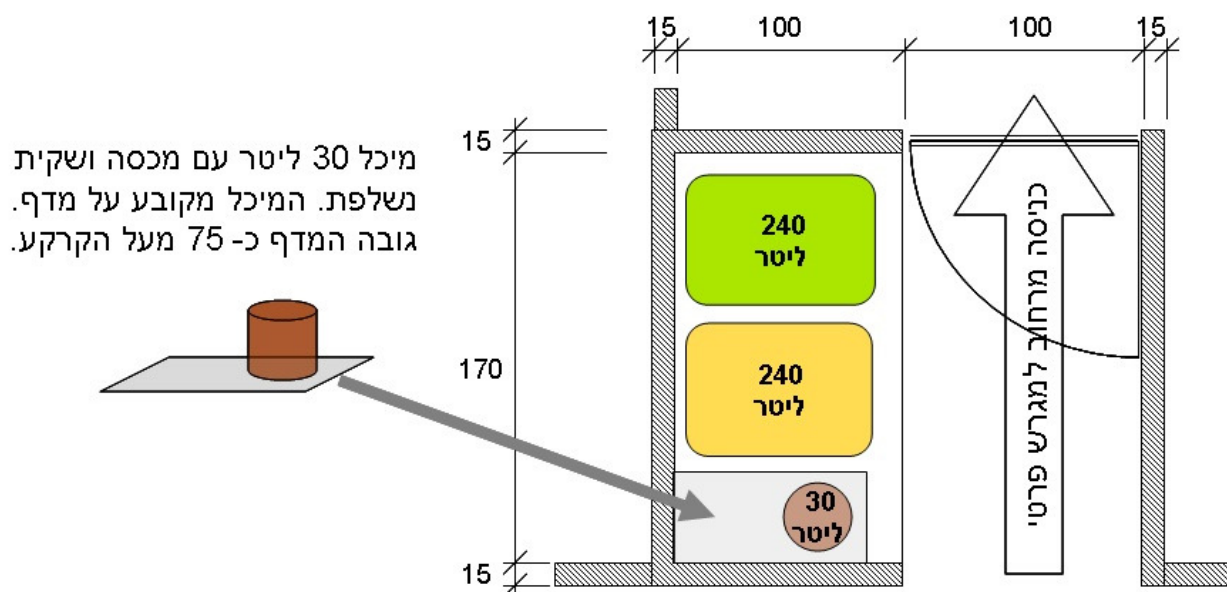 15
100
100
15
15
מיכל 30 ליטר עם מכסה ושקית
נשלפת. המיכל מקובע על מדף.
גובה המדף כ- 75 מעל הקרקע.
240
ליטר
240
ליטר
170
30
ליטר
15
כניסה מרחוב למגרש פרטי